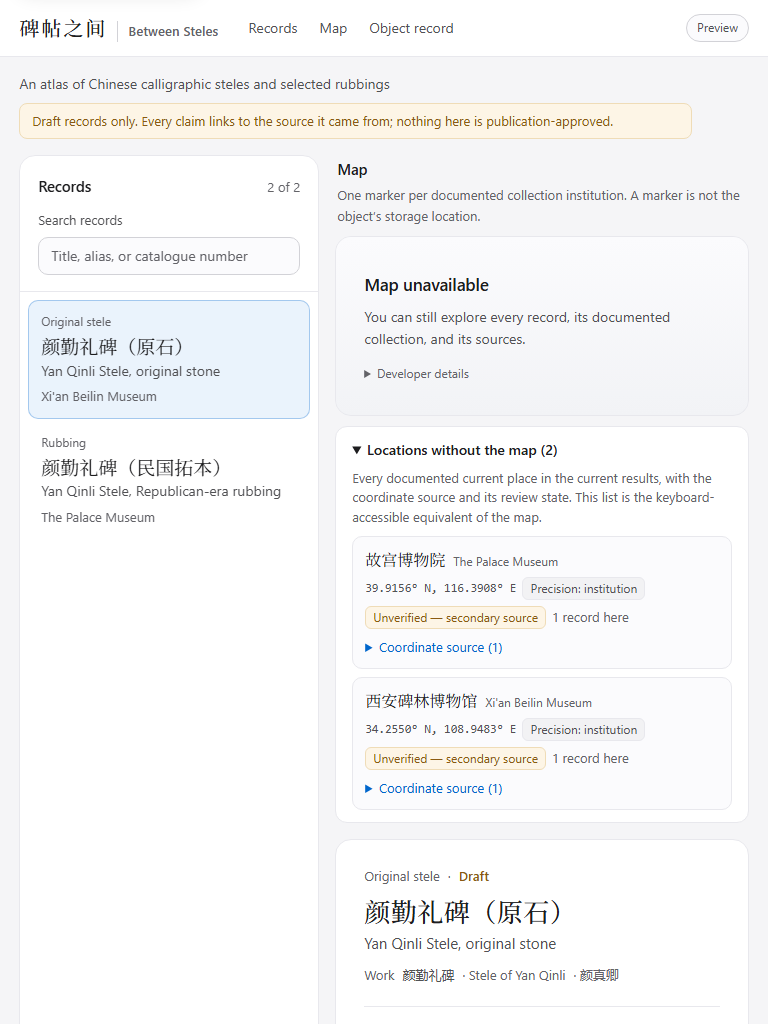 碑帖之间 Between Steles Records Map Object record Preview
An atlas of Chinese calligraphic steles and selected rubbings
Draft records only. Every claim links to the source it came from; nothing here is publication-approved.
Records 2 of 2
Search records
Title, alias, or catalogue number
Original stele
颜勤礼碑（原石）
Yan Qinli Stele, original stone
Xi'an Beilin Museum
Rubbing
颜勤礼碑（民国拓本）
Yan Qinli Stele, Republican-era rubbing
The Palace Museum
Map
One marker per documented collection institution. A marker is not the
object's storage location.
Map unavailable
You can still explore every record, its documented
collection, and its sources.
Developer details
Locations without the map (2)
Every documented current place in the current results, with the
coordinate source and its review state. This list is the keyboard-
accessible equivalent of the map.
故宫博物院 The Palace Museum
39.9156° N, 116.3908° E Precision: institution
Unverified — secondary source 1 record here
Coordinate source (1)
西安碑林博物馆 Xi'an Beilin Museum
34.2550° N, 108.9483° E Precision: institution
Unverified — secondary source 1 record here
Coordinate source (1)
Original stele · Draft
颜勤礼碑（原石）
Yan Qinli Stele, original stone
Work 颜勤礼碑 · Stele of Yan Qinli · 颜真卿